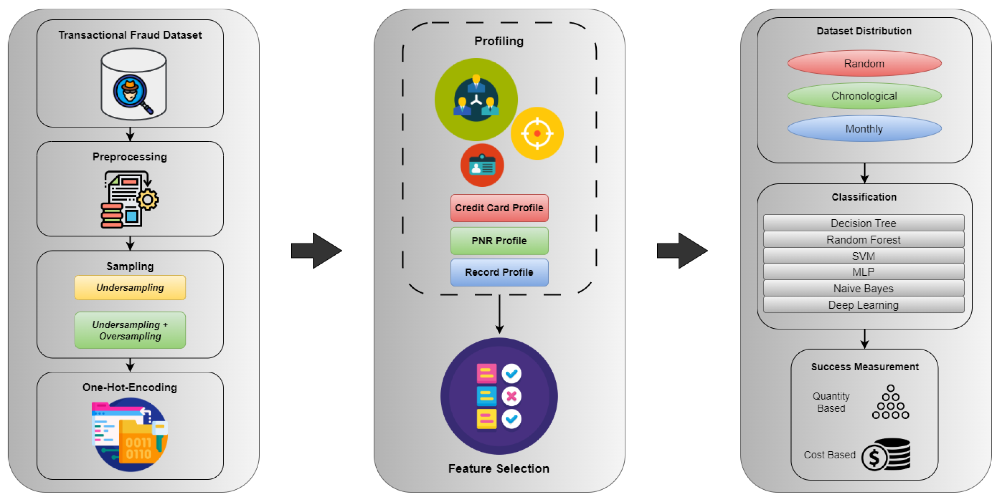 Transactional Fraud Dataset
Preprocessing
Sampling
Undersampling
Undersampling +
Oversampling
One-Hot-Encoding
0011
0110
Profiling
Credit Card Profile
PNR Profile
Record Profile
Feature Selection
Dataset Distribution
Random
Chronological
Monthly
Classification
Decision Tree
Random Forest
SVM
MLP
Naive Bayes
Deep Learning
Success Measurement
Quantity
Based
Cost Based
$